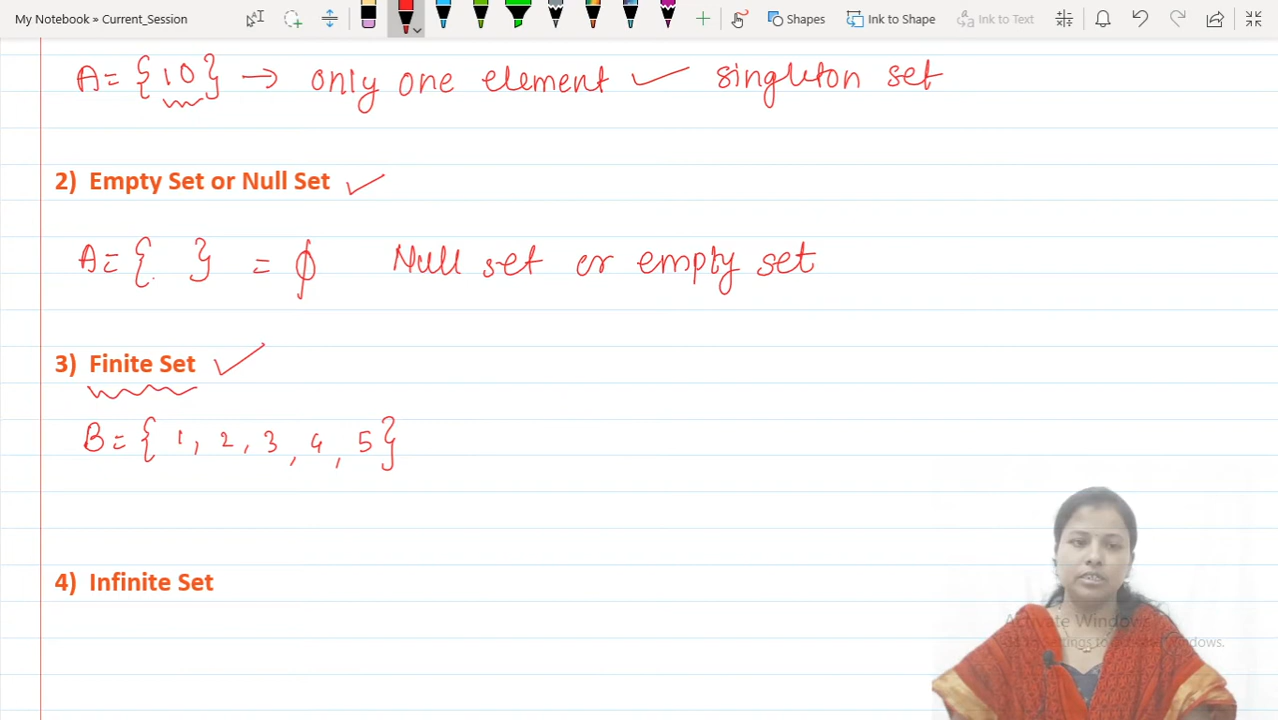 My Notebook » Current_Session
Shapes
Ink to Shape
Ink to Text
A = {10} → only one element ✓ singleton set
2) Empty Set or Null Set ✓
A = { } = ϕ Null set or empty set
3) Finite Set ✓
B = { 1, 2, 3, 4, 5}
4) Infinite Set
Activate Windows